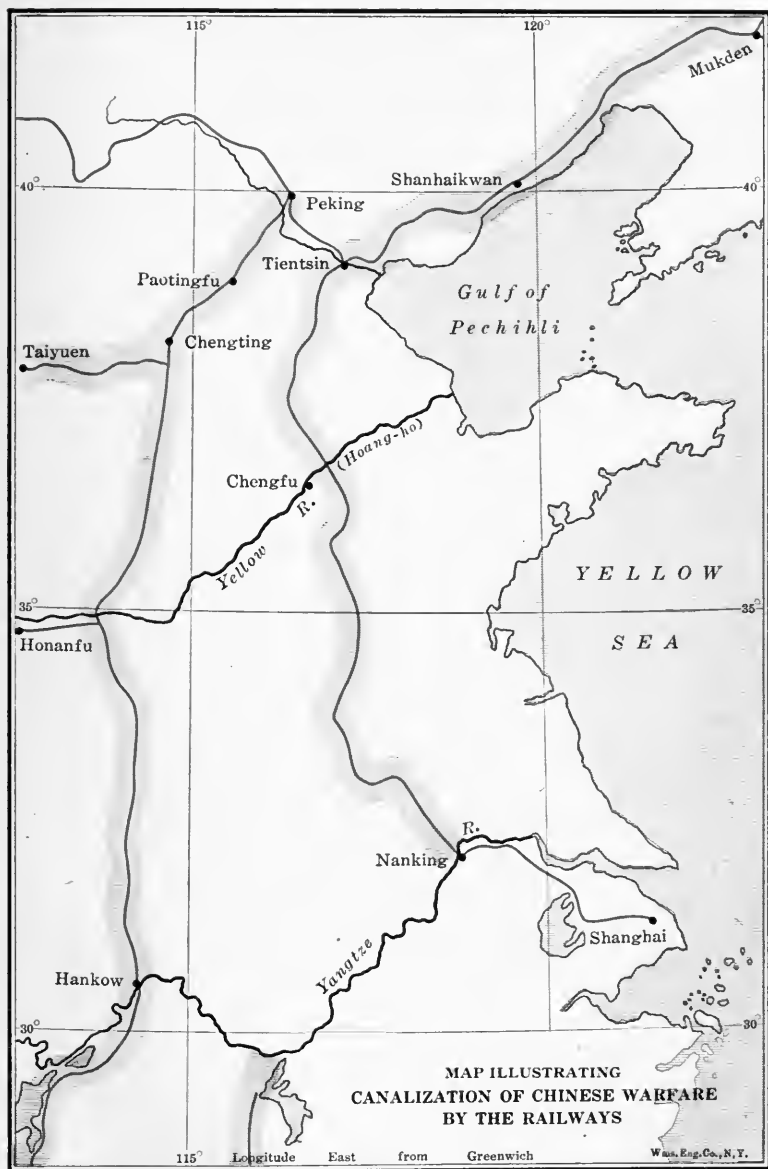 115°
120°
Mukden
Shanhaikwan
40°
40°
Peking
Tientsin
Paotingfu
Gulf of
Pechihli
Chengting
Taiyuen
(Hoang-ho)
Chengfu
R.
Yellow
YELLOW
35°
35°
SEA
Honanfu
R.
Nanking
Shanghai
Yangtze
Hankow
30°
30°
MAP ILLUSTRATING
CANALIZATION OF CHINESE WARFARE
BY THE RAILWAYS
115° Longitude East from Greenwich
Wms. Eng. Co., N.Y.